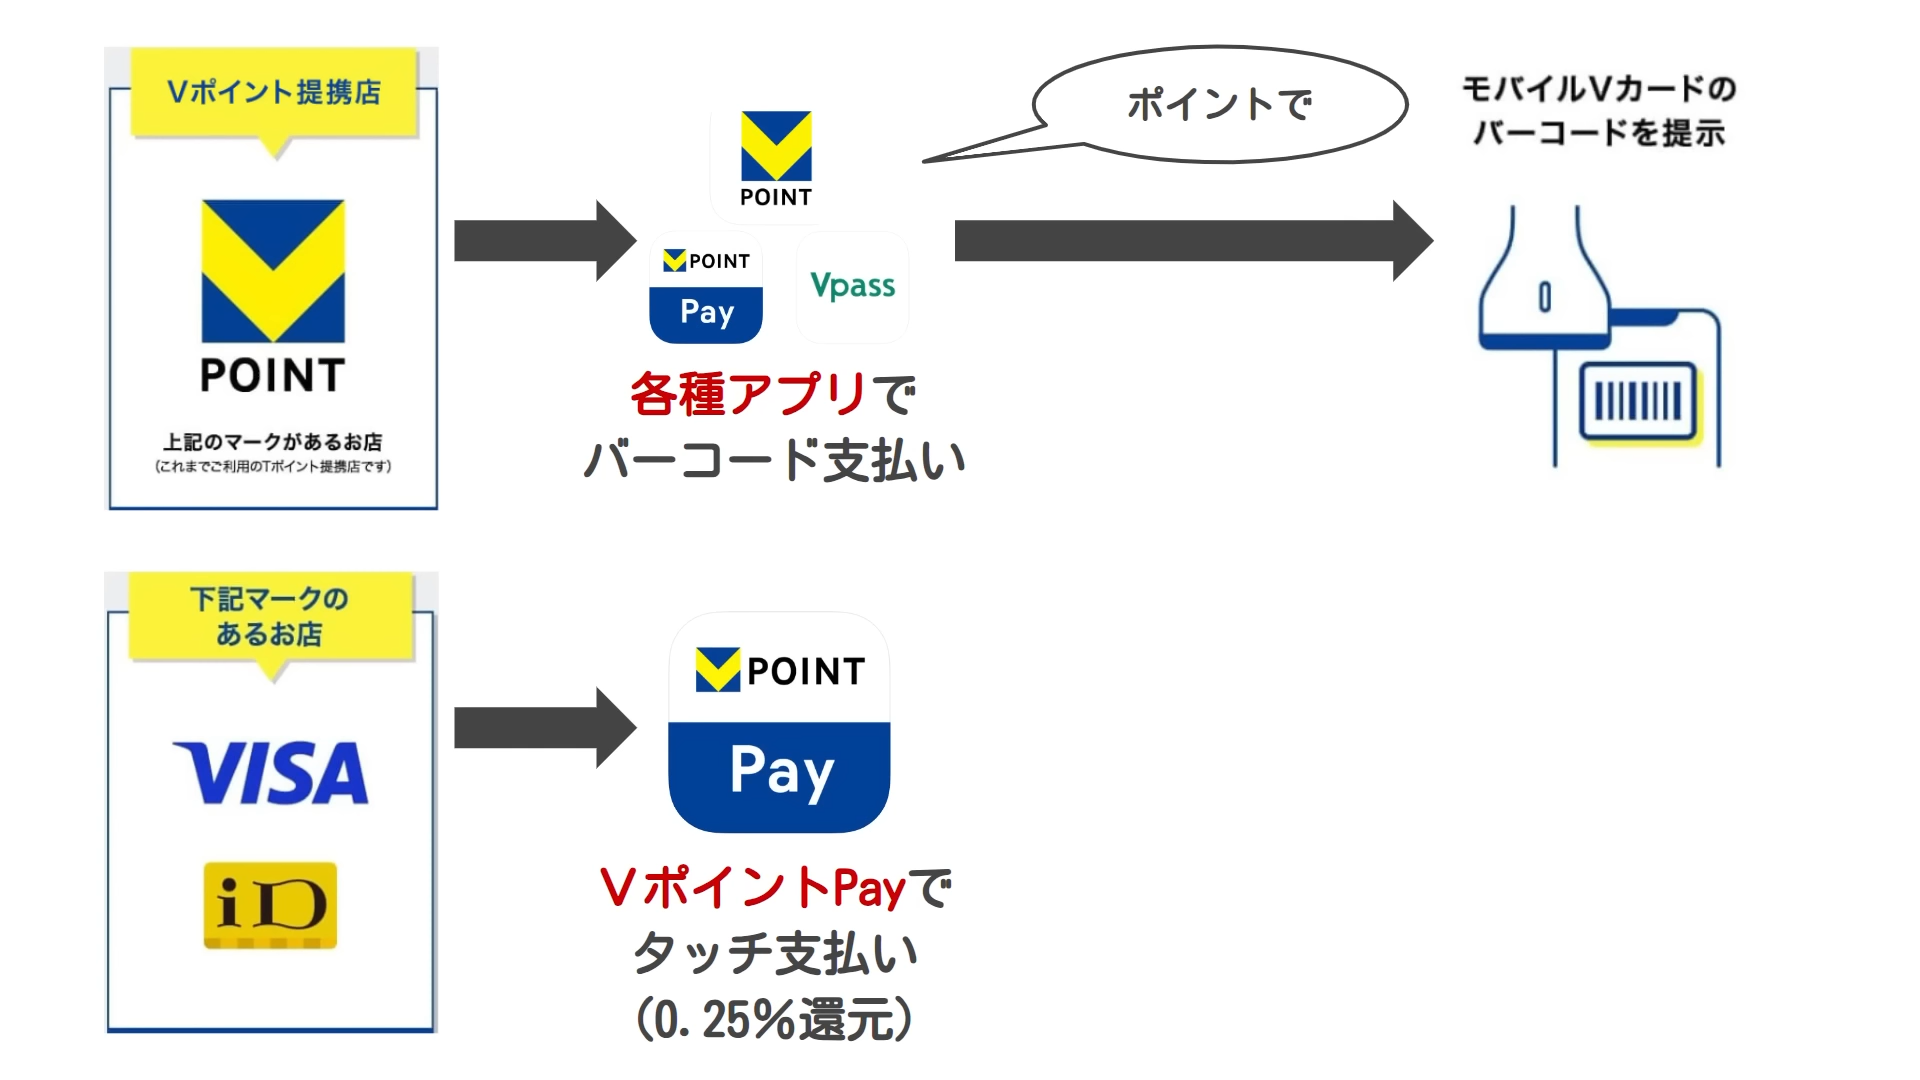 Vポイント提携店
POINT
上記のマークがあるお店
(これまでご利用のTポイント提携店です)
POINT
POINT
Pay
Vpass
各種アプリで
バーコード支払い
ポイントで
モバイルVカードの
バーコードを提示
下記マークの
あるお店
VISA
iD
POINT
Pay
VポイントPayで
タッチ支払い
(0.25%還元)